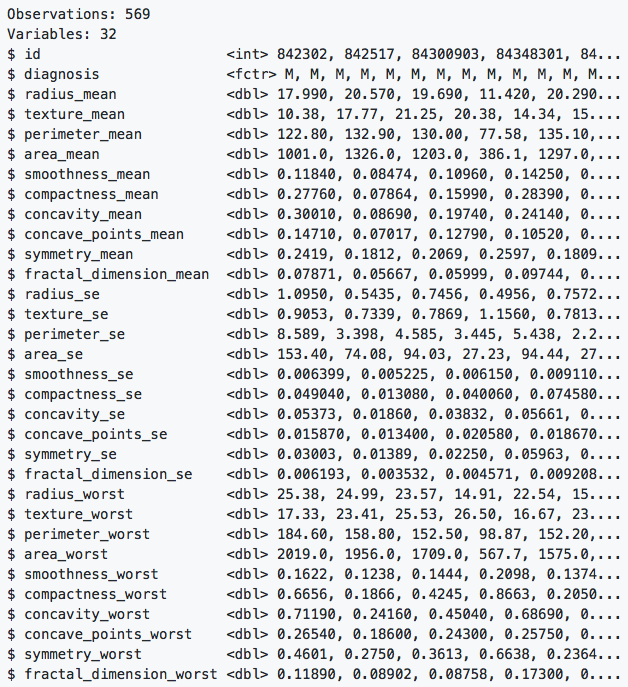 Observations: 569
Variables: 32
$ id <int> 842302, 842517, 84300903, 84348301, 84...
$ diagnosis <fctr> M, M, M, M, M, M, M, M, M, M, M, M, M...
$ radius_mean <dbl> 17.990, 20.570, 19.690, 11.420, 20.290...
$ texture_mean <dbl> 10.38, 17.77, 21.25, 20.38, 14.34, 15....
$ perimeter_mean <dbl> 122.80, 132.90, 130.00, 77.58, 135.10,...
$ area_mean <dbl> 1001.0, 1326.0, 1203.0, 386.1, 1297.0,...
$ smoothness_mean <dbl> 0.11840, 0.08474, 0.10960, 0.14250, 0....
$ compactness_mean <dbl> 0.27760, 0.07864, 0.15990, 0.28390, 0....
$ concavity_mean <dbl> 0.30010, 0.08690, 0.19740, 0.24140, 0....
$ concave_points_mean <dbl> 0.14710, 0.07017, 0.12790, 0.10520, 0....
$ symmetry_mean <dbl> 0.2419, 0.1812, 0.2069, 0.2597, 0.1809...
$ fractal_dimension_mean <dbl> 0.07871, 0.05667, 0.05999, 0.09744, 0....
$ radius_se <dbl> 1.0950, 0.5435, 0.7456, 0.4956, 0.7572...
$ texture_se <dbl> 0.9053, 0.7339, 0.7869, 1.1560, 0.7813...
$ perimeter_se <dbl> 8.589, 3.398, 4.585, 3.445, 5.438, 2.2...
$ area_se <dbl> 153.40, 74.08, 94.03, 27.23, 94.44, 27...
$ smoothness_se <dbl> 0.006399, 0.005225, 0.006150, 0.009110...
$ compactness_se <dbl> 0.049040, 0.013080, 0.040060, 0.074580...
$ concavity_se <dbl> 0.05373, 0.01860, 0.03832, 0.05661, 0....
$ concave_points_se <dbl> 0.015870, 0.013400, 0.020580, 0.018670...
$ symmetry_se <dbl> 0.03003, 0.01389, 0.02250, 0.05963, 0....
$ fractal_dimension_se <dbl> 0.006193, 0.003532, 0.004571, 0.009208...
$ radius_worst <dbl> 25.38, 24.99, 23.57, 14.91, 22.54, 15....
$ texture_worst <dbl> 17.33, 23.41, 25.53, 26.50, 16.67, 23....
$ perimeter_worst <dbl> 184.60, 158.80, 152.50, 98.87, 152.20,...
$ area_worst <dbl> 2019.0, 1956.0, 1709.0, 567.7, 1575.0,...
$ smoothness_worst <dbl> 0.1622, 0.1238, 0.1444, 0.2098, 0.1374...
$ compactness_worst <dbl> 0.6656, 0.1866, 0.4245, 0.8663, 0.2050...
$ concavity_worst <dbl> 0.71190, 0.24160, 0.45040, 0.68690, 0....
$ concave_points_worst <dbl> 0.26540, 0.18600, 0.24300, 0.25750, 0....
$ symmetry_worst <dbl> 0.4601, 0.2750, 0.3613, 0.6638, 0.2364...
$ fractal_dimension_worst <dbl> 0.11890, 0.08902, 0.08758, 0.17300, 0....